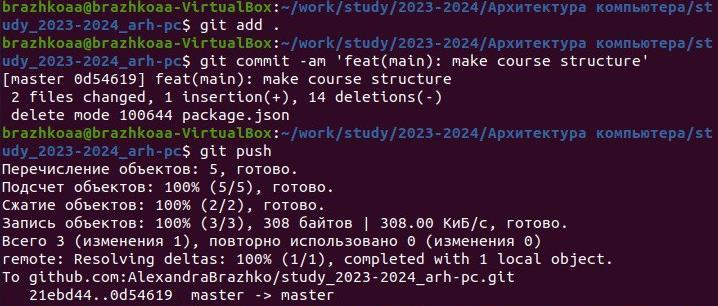 brazhkoaa@brazhkoaa-VirtualBox:~/work/study/2023-2024/Архитектура компьютера/st
udy_2023-2024_arh-pc$ git add .
brazhkoaa@brazhkoaa-VirtualBox:~/work/study/2023-2024/Архитектура компьютера/st
udy_2023-2024_arh-pc$ git commit -am 'feat(main): make course structure'
[master 0d54619] feat(main): make course structure
 2 files changed, 1 insertion(+), 14 deletions(-)
 delete mode 100644 package.json
brazhkoaa@brazhkoaa-VirtualBox:~/work/study/2023-2024/Архитектура компьютера/st
udy_2023-2024_arh-pc$ git push
Перечисление объектов: 5, готово.
Подсчет объектов: 100% (5/5), готово.
Сжатие объектов: 100% (2/2), готово.
Запись объектов: 100% (3/3), 308 байтов | 308.00 КиБ/с, готово.
Всего 3 (изменения 1), повторно использовано 0 (изменения 0)
remote: Resolving deltas: 100% (1/1), completed with 1 local object.
To github.com:AlexandraBrazhko/study_2023-2024_arh-pc.git
   21ebd44..0d54619  master -> master